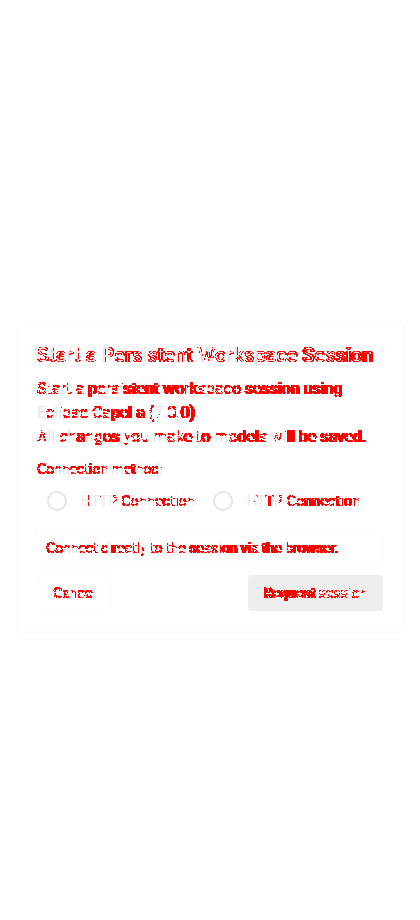 Start a Persistent Workspace Session
Start a persistent workspace session using
Eclipse Capella (7.0.0)
All changes you make to models will be saved.
Connection method:
HTTP Connection HTTP Connection
Connect directly to the session via the browser.
Cancel session